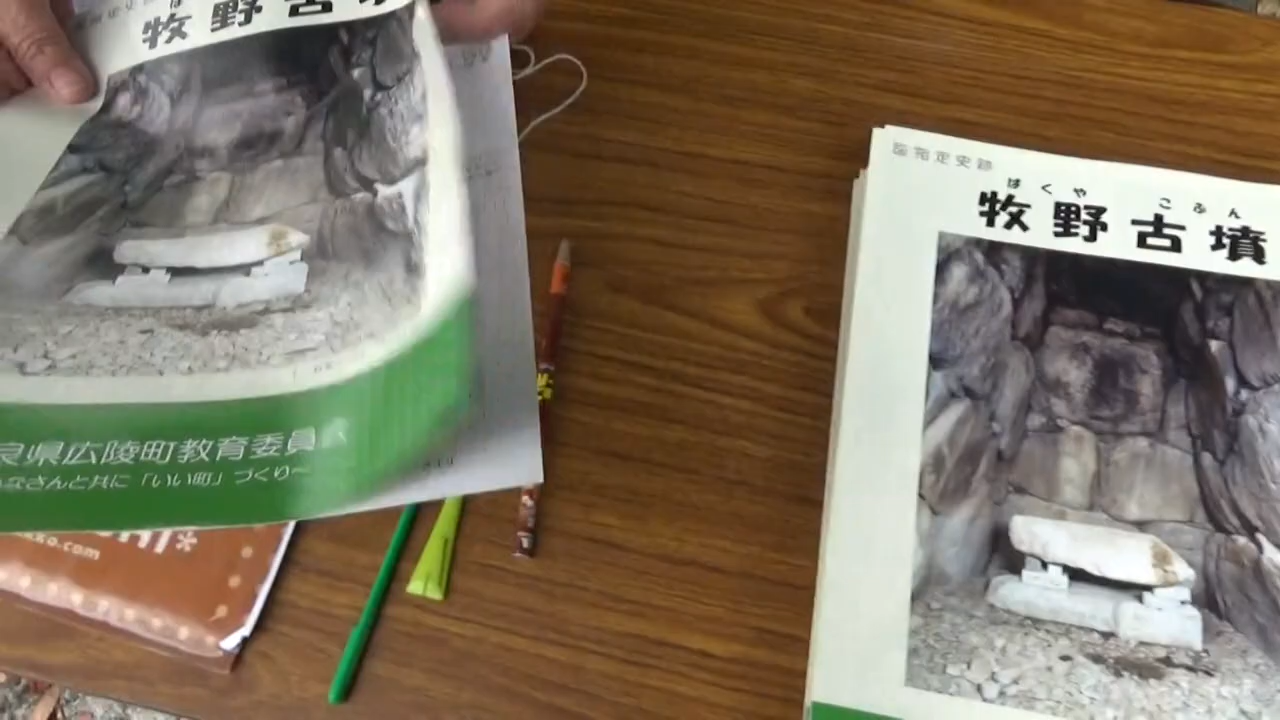 牧野古墳
良県広陵町教育委員
なさんと共に「いい町」づくり～
指定史跡
はくや こふん
牧野古墳